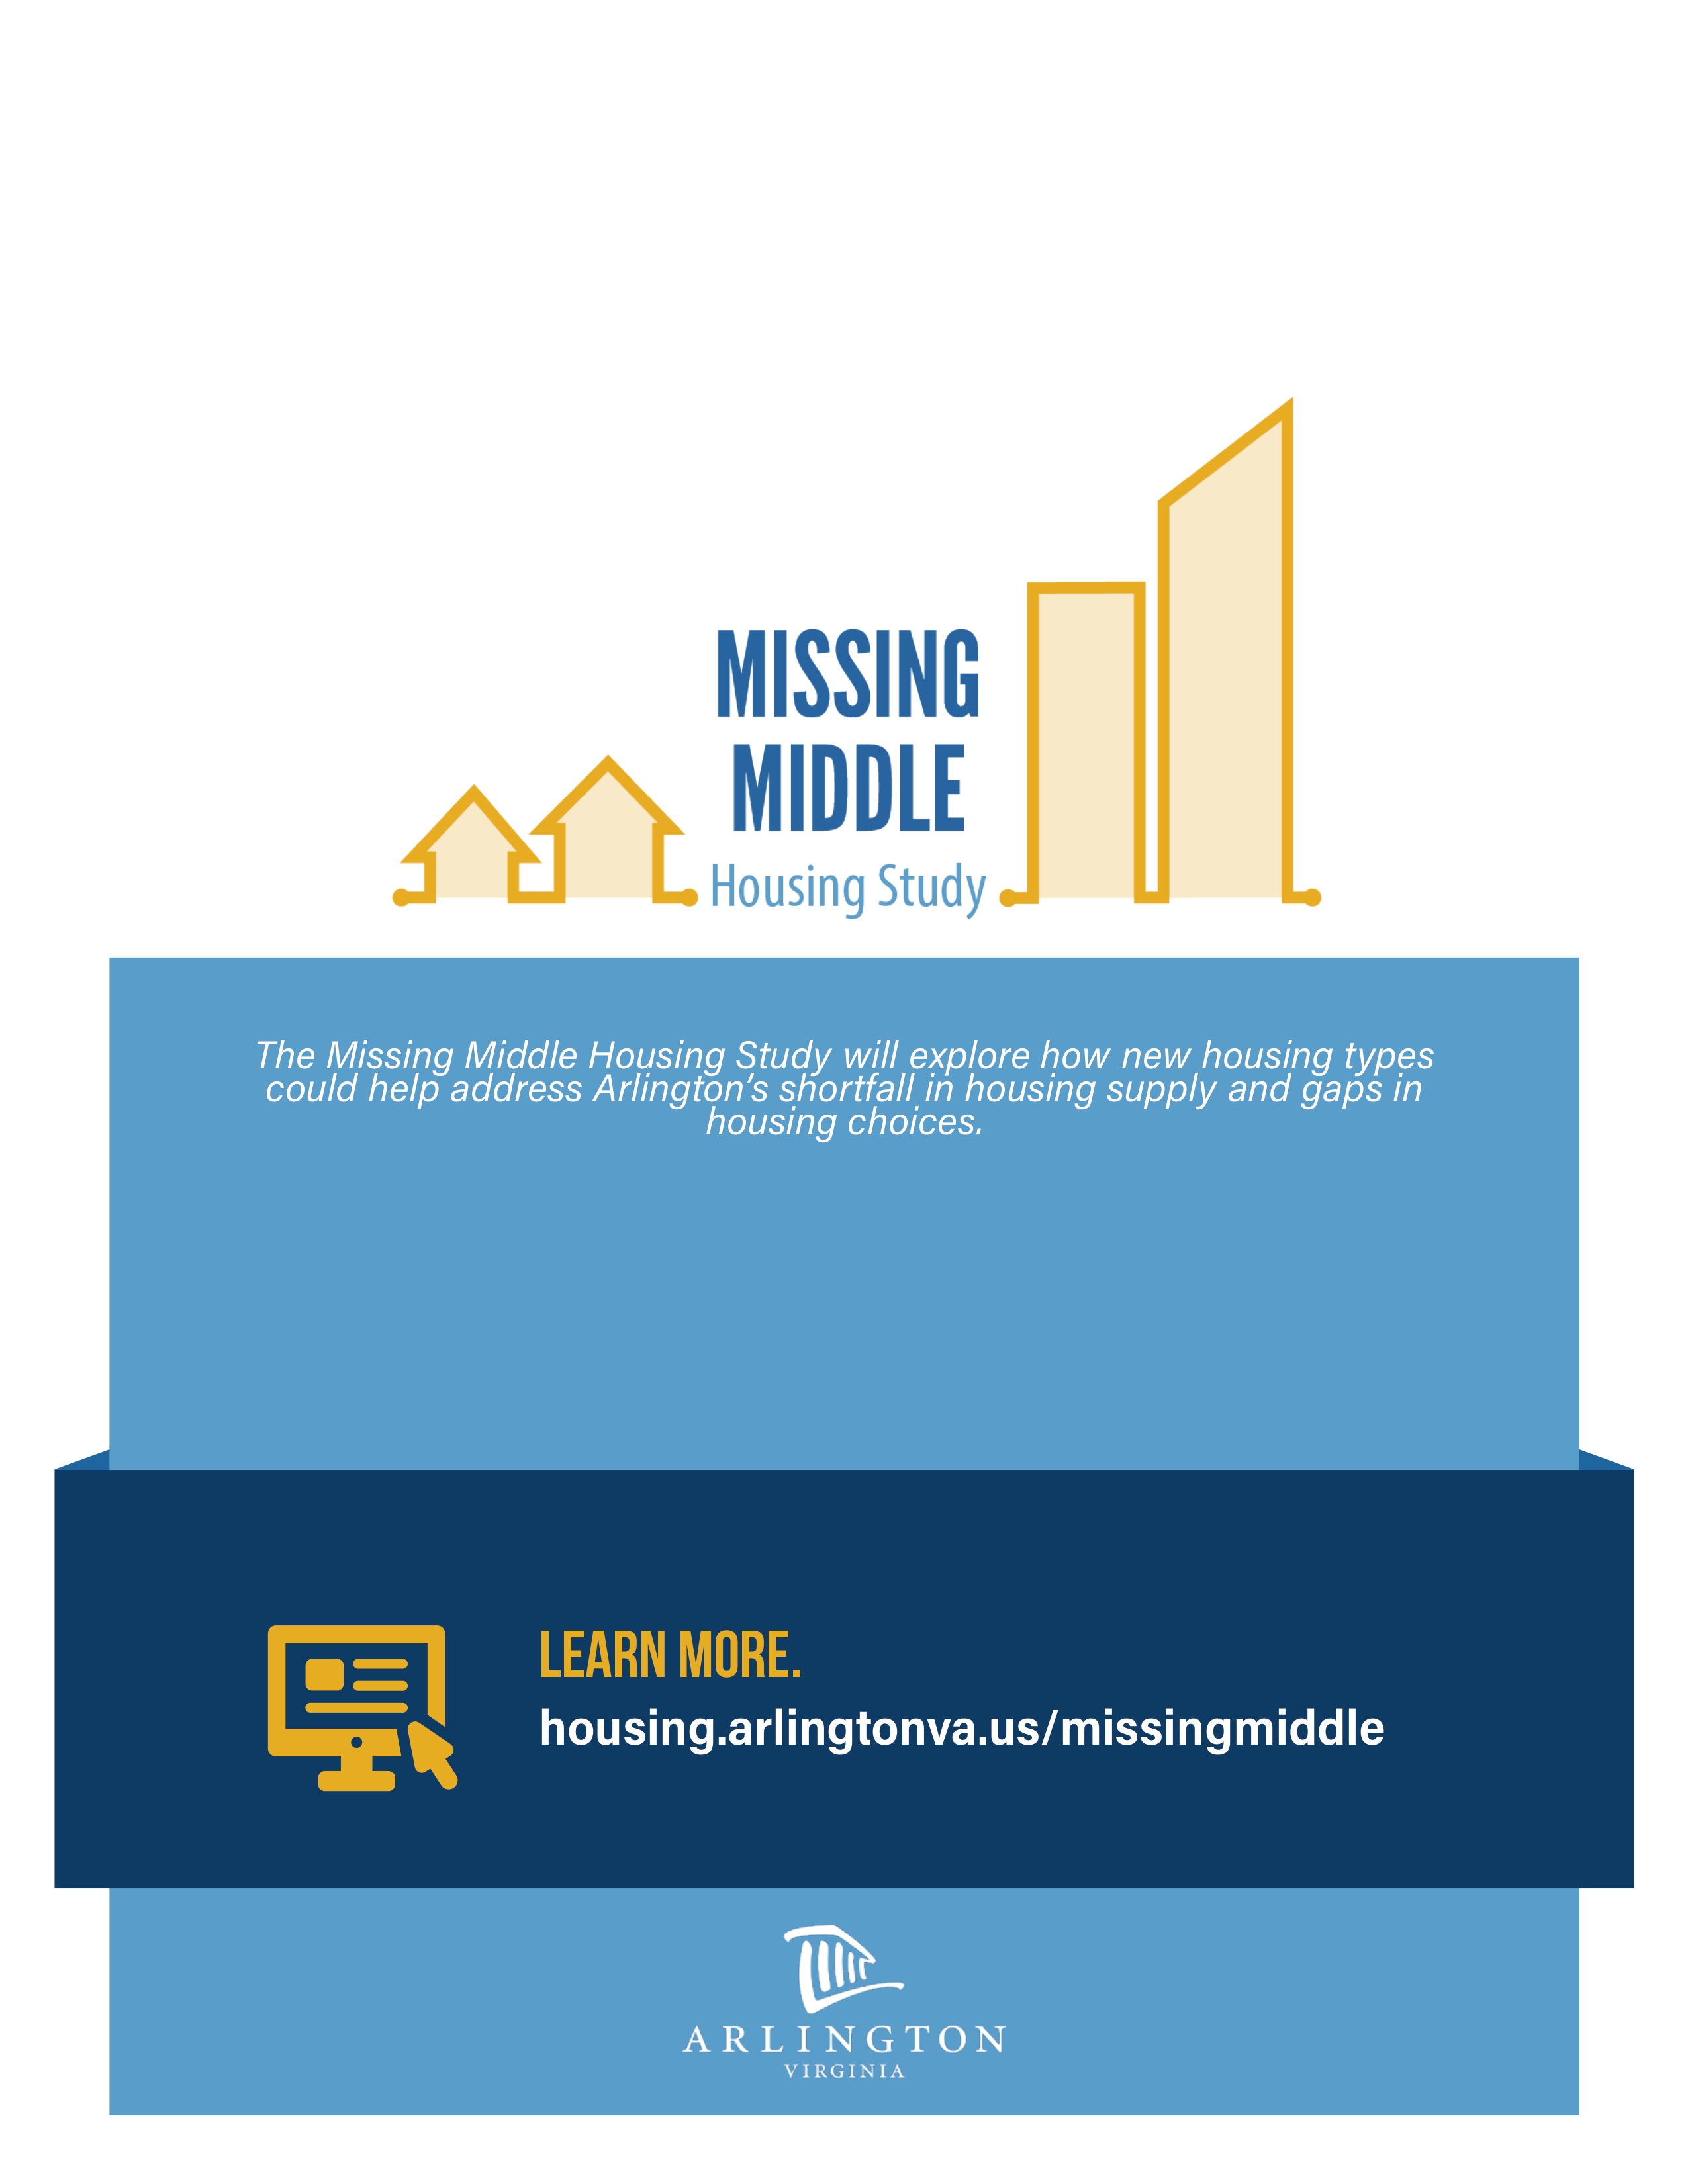 MISSING
MIDDLE
Housing Study
The Missing Middle Housing Study will explore how new housing types
could help address Arlington’s shortfall in housing supply and gaps in
housing choices.
LEARN MORE.
housing.arlingtonva.us/missingmiddle
ARLINGTON
VIRGINIA